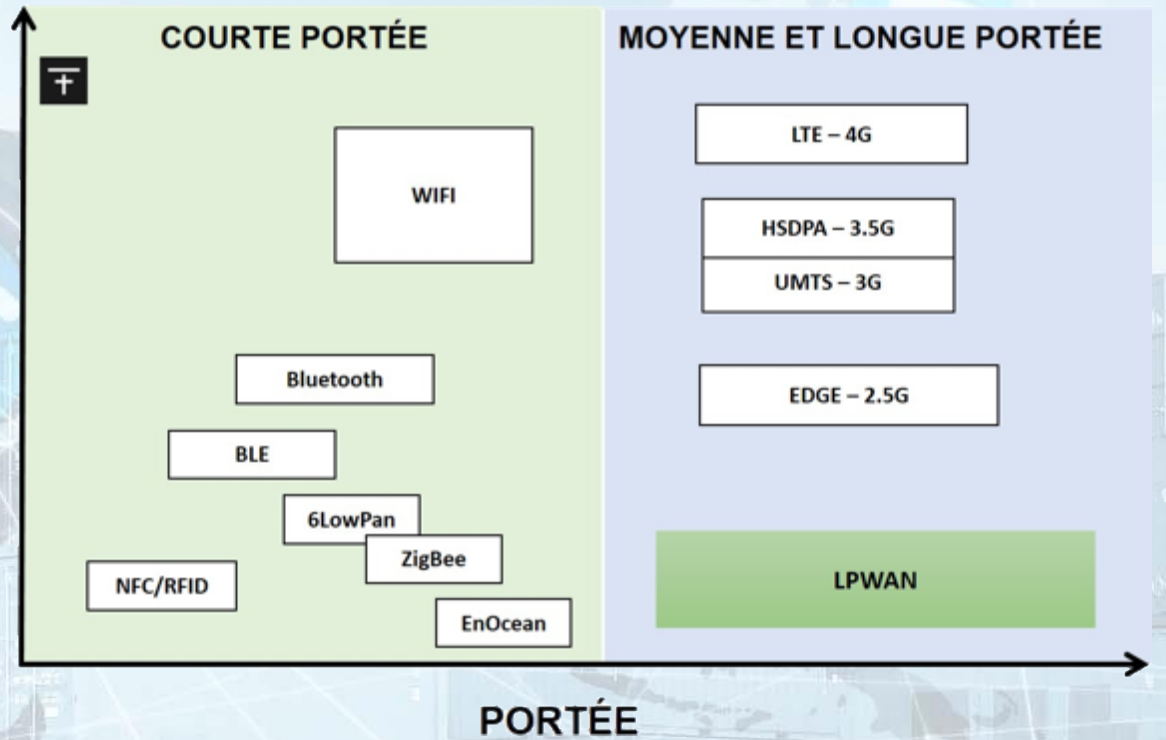 COURTE PORTÉE
MOYENNE ET LONGUE PORTÉE
LTE – 4G
WIFI
HSDPA – 3.5G
UMTS – 3G
Bluetooth
EDGE – 2.5G
BLE
6LowPan
ZigBee
NFC/RFID
LPWAN
EnOcean
PORTÉE